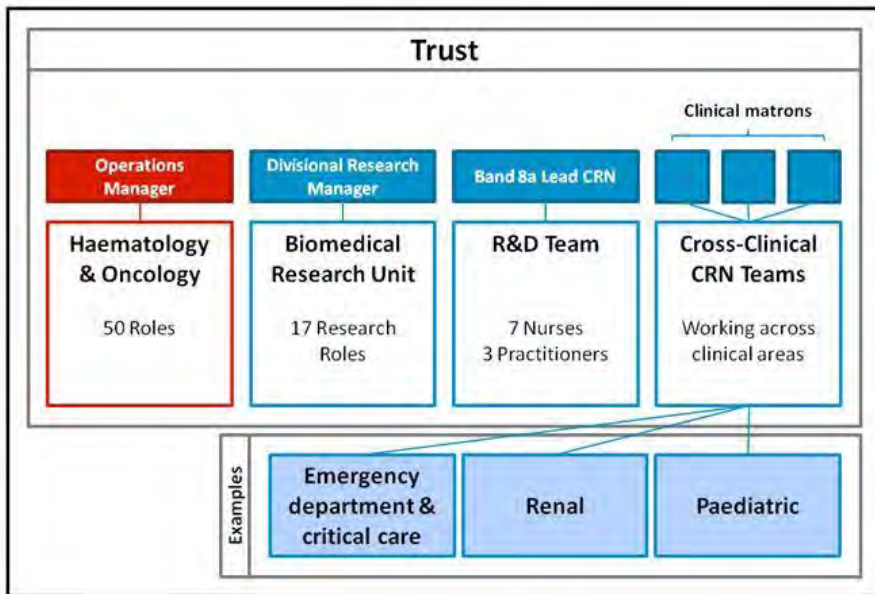 Trust
Clinical matrons
Operations
Manager
Divisional Research
Manager
Band 8a Lead CRN
Haematology
& Oncology
50 Roles
Biomedical
Research Unit
17 Research
Roles
R&D Team
7 Nurses
3 Practitioners
Cross-Clinical
CRN Teams
Working across
clinical areas
Examples
Emergency
department &
critical care
Renal
Paediatric